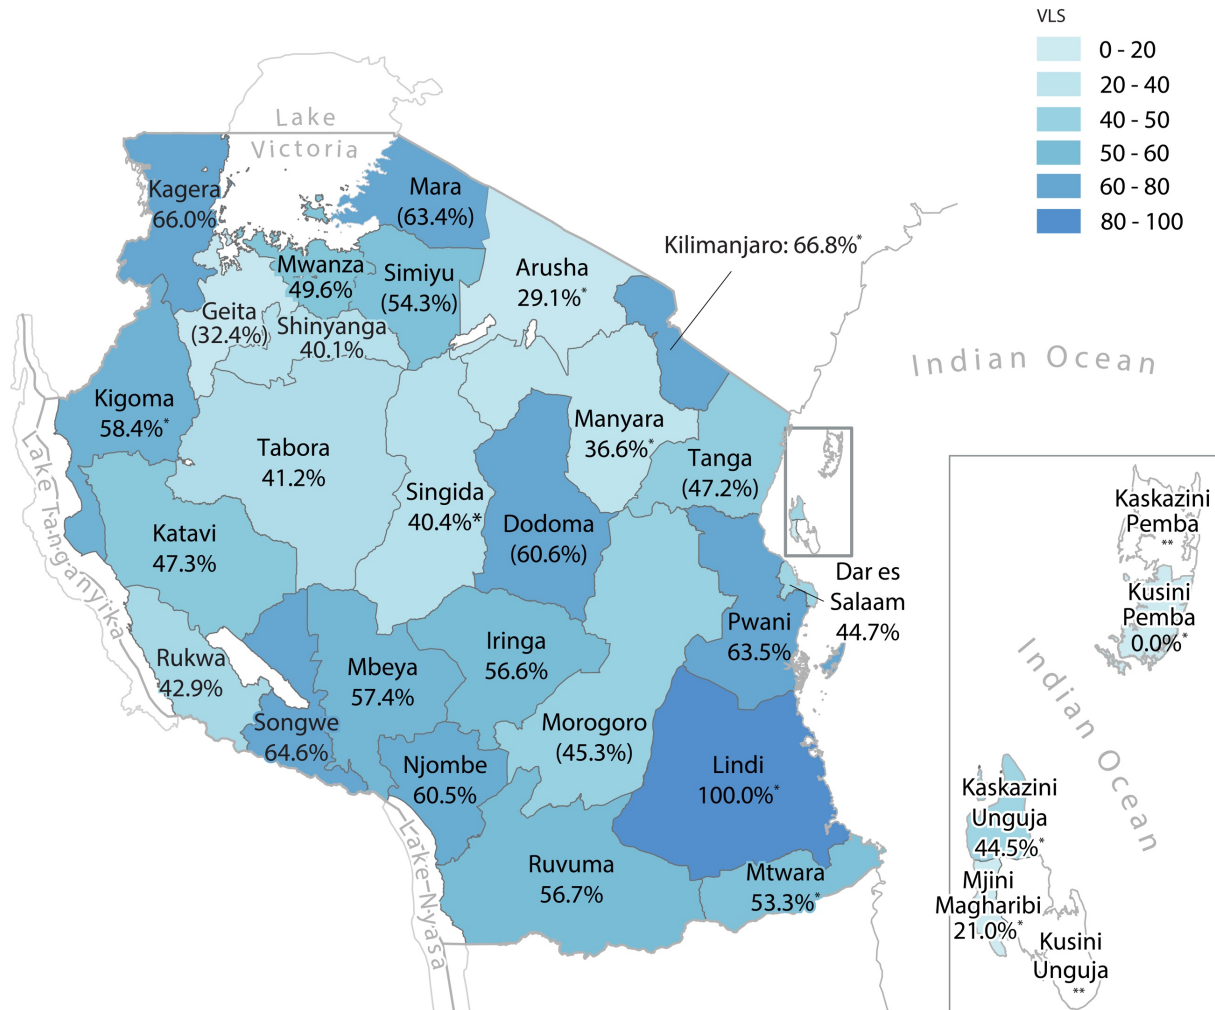 VLS
0 - 20
20 - 40
40 - 50
50 - 60
60 - 80
80 - 100
Lake
Victoria
Kagera
66.0%
Mara
(63.4%)
Kilimanjaro: 66.8%*
Mwanza
49.6%
Simiyu
(54.3%)
Arusha
29.1%*
Geita
(32.4%)
Shinyanga
40.1%
Indian Ocean
Kigoma
58.4%*
Tabora
41.2%
Manyara
36.6%*
Tanga
(47.2%)
Lake Tanganyika
Singida
40.4%*
Dodoma
(60.6%)
Katavi
47.3%
Dar es
Salaam
44.7%
Pwani
63.5%
Iringa
56.6%
Rukwa
42.9%
Mbeya
57.4%
Songwe
64.6%
Morogoro
(45.3%)
Njombe
60.5%
Lindi
100.0%*
Ruvuma
56.7%
Mtwara
53.3%*
Lake Nyasa
Kaskazini
Pemba
**
Kusini
Pemba
0.0%*
Indian Ocean
Kaskazini
Unguja
44.5%*
Mjini
Magharibi
21.0%*
Kusini
Unguja
**